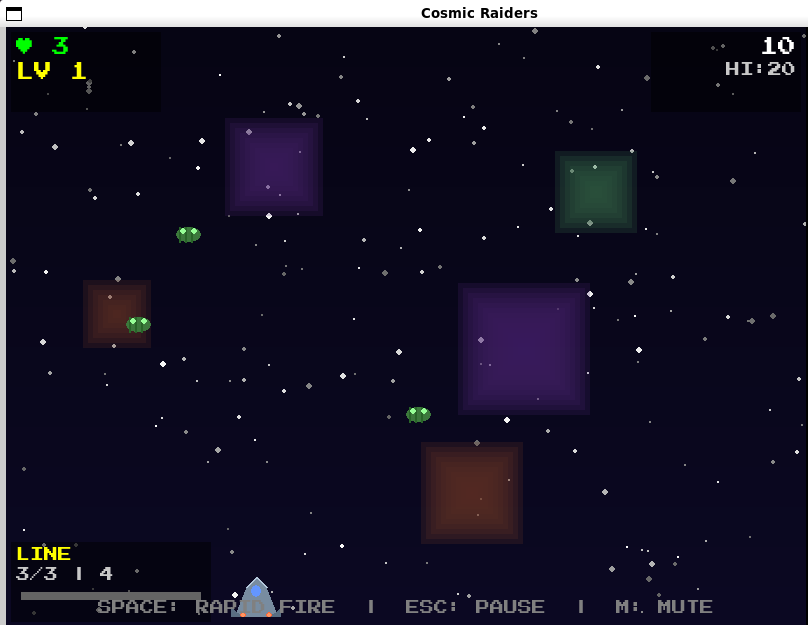 Cosmic Raiders
♥ 3
10
LV 1
HI:20
LINE
3/3 | 4
SPACE: RAPID FIRE | ESC: PAUSE | M: MUTE